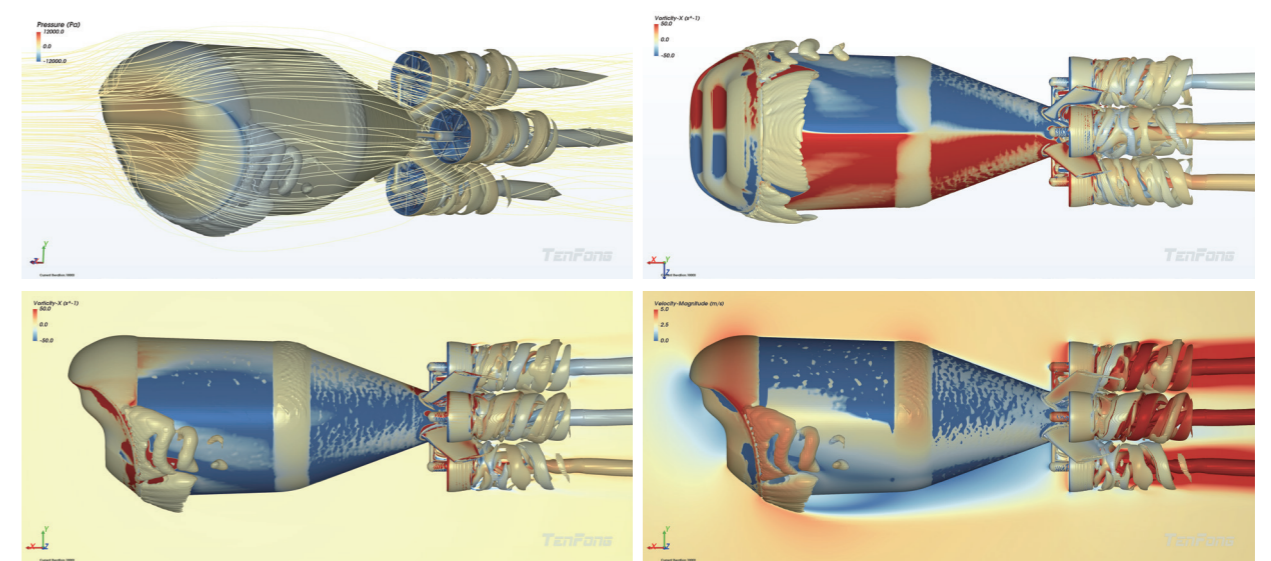 Pressure (Pa)
12000.0
0.0
-12000.0
Y
Z
TENFONG
Vorticity-X (s^-1)
50.0
0.0
-50.0
X
Y
Z
TENFONG
Vorticity-X (s^-1)
50.0
0.0
-50.0
Y
X
Z
TENFONG
Velocity-Magnitude (m/s)
5.0
2.5
0.0
Y
X
Z
TENFONG